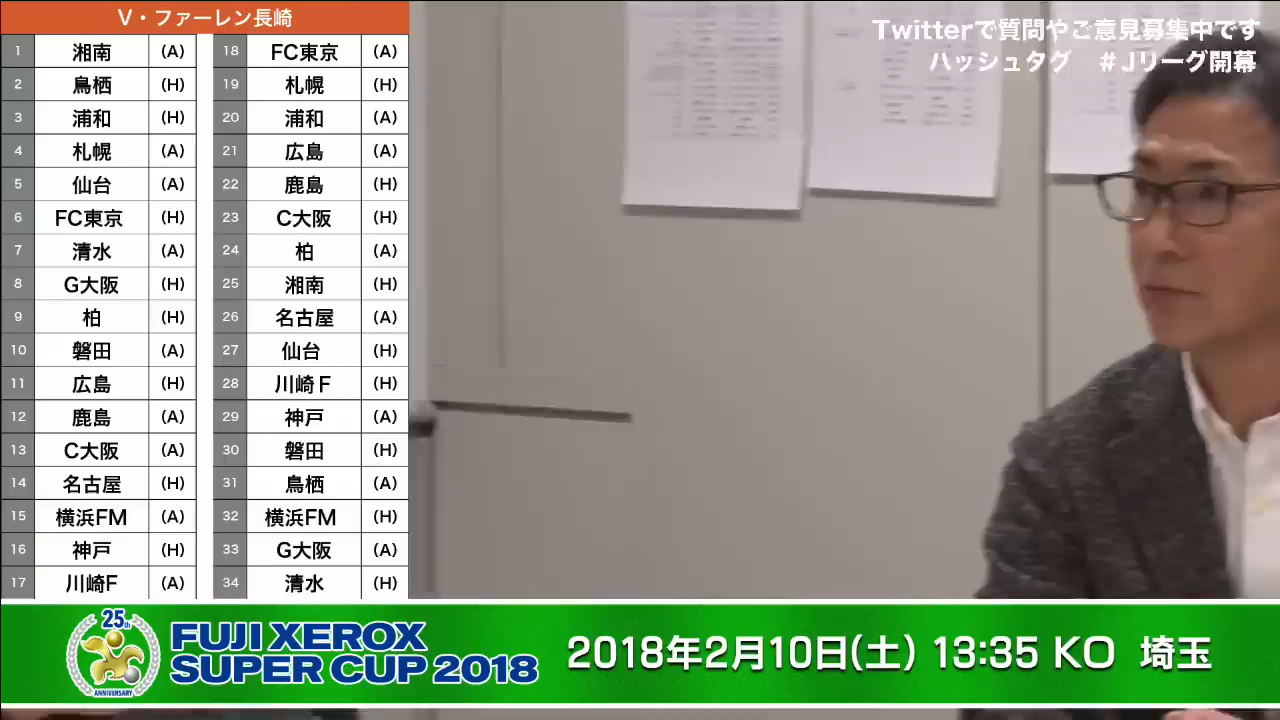 V・ファーレン長崎
1 湘南 (A) 18 FC東京 (A)
2 鳥栖 (H) 19 札幌 (H)
3 浦和 (H) 20 浦和 (A)
4 札幌 (A) 21 広島 (A)
5 仙台 (A) 22 鹿島 (H)
6 FC東京 (H) 23 C大阪 (H)
7 清水 (A) 24 柏 (A)
8 G大阪 (H) 25 湘南 (H)
9 柏 (H) 26 名古屋 (A)
10 磐田 (A) 27 仙台 (H)
11 広島 (H) 28 川崎F (H)
12 鹿島 (A) 29 神戸 (A)
13 C大阪 (A) 30 磐田 (H)
14 名古屋 (H) 31 鳥栖 (A)
15 横浜FM (A) 32 横浜FM (H)
16 神戸 (H) 33 G大阪 (A)
17 川崎F (A) 34 清水 (H)
Twitterで質問やご意見募集中です
ハッシュタグ #Jリーグ開幕
25th
ANNIVERSARY
FUJI XEROX
SUPER CUP 2018
2018年2月10日(土) 13:35 KO 埼玉